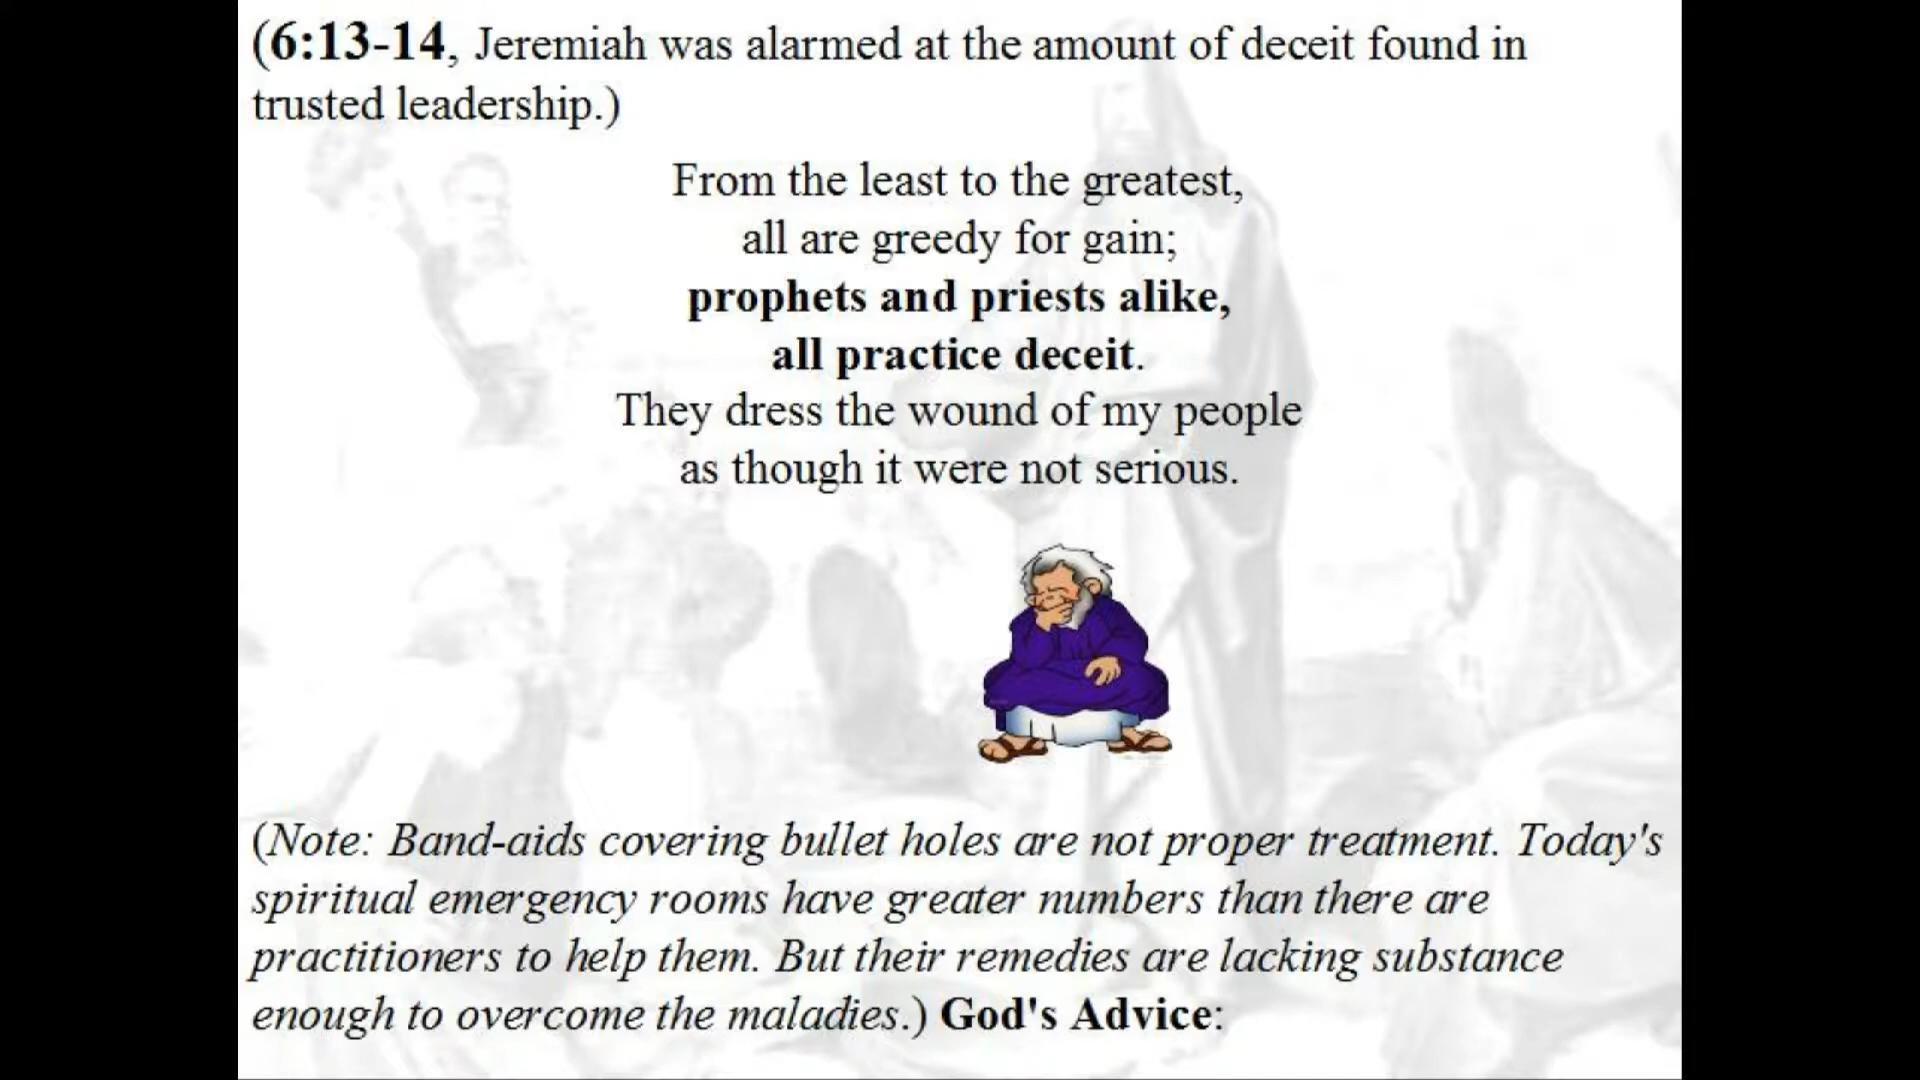 (6:13-14, Jeremiah was alarmed at the amount of deceit found in
trusted leadership.)
From the least to the greatest,
all are greedy for gain;
prophets and priests alike,
all practice deceit.
They dress the wound of my people
as though it were not serious.
(Note: Band-aids covering bullet holes are not proper treatment. Today's
spiritual emergency rooms have greater numbers than there are
practitioners to help them. But their remedies are lacking substance
enough to overcome the maladies.) God's Advice: